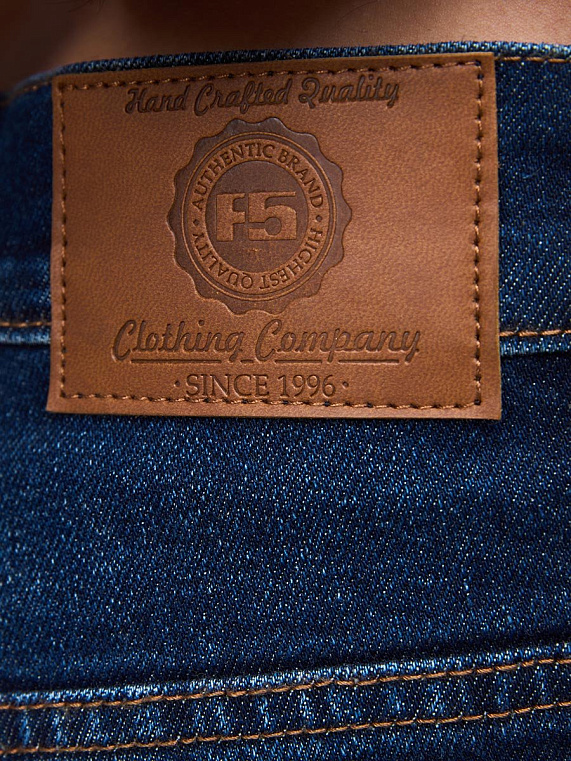 Hand Crafted Quality
AUTHENTIC BRAND
F5
· HIGHEST QUALITY ·
Clothing Company
· SINCE 1996 ·